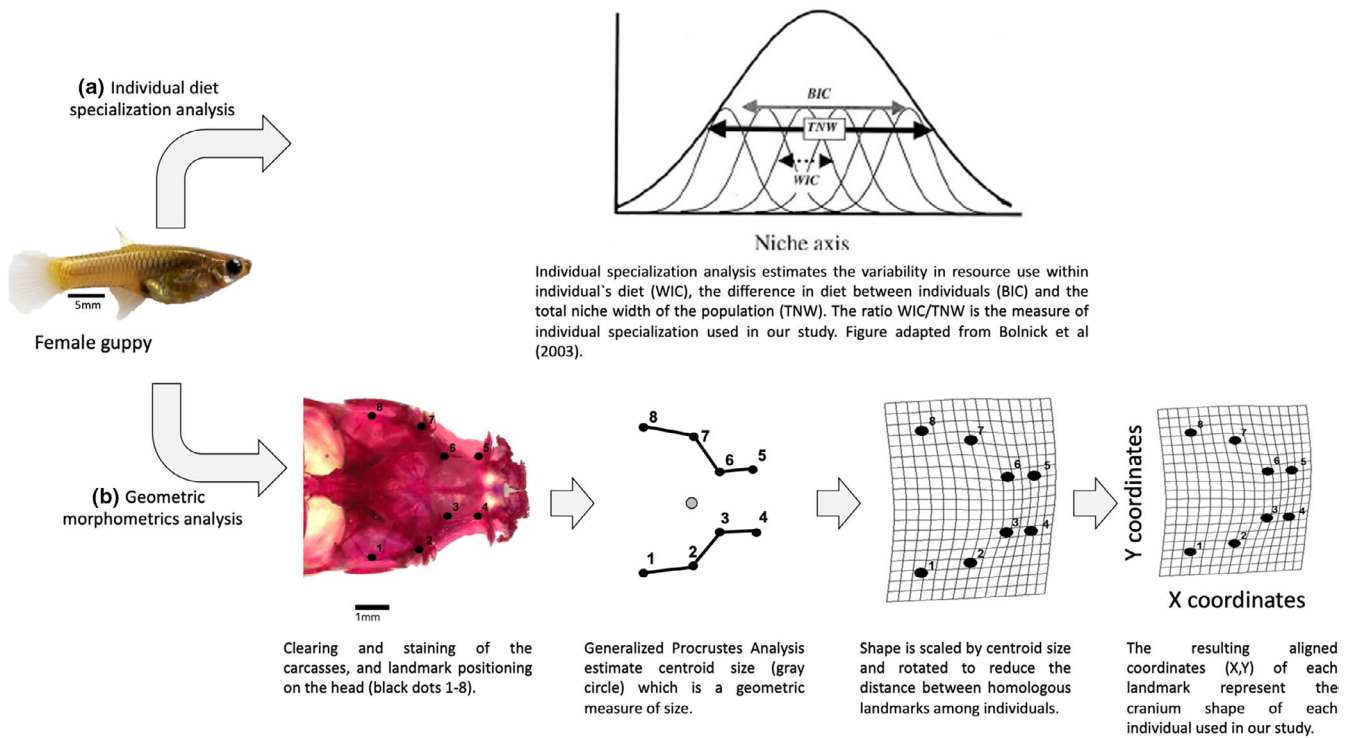 (a) Individual diet
specialization analysis
BIC
TNW
WIC
Niche axis
Individual specialization analysis estimates the variability in resource use within
individual`s diet (WIC), the difference in diet between individuals (BIC) and the
total niche width of the population (TNW). The ratio WIC/TNW is the measure of
individual specialization used in our study. Figure adapted from Bolnick et al
(2003).
5mm
Female guppy
(b) Geometric
morphometrics analysis
8
7
6
5
3
4
2
1
1mm
Clearing and staining of the
carcasses, and landmark positioning
on the head (black dots 1-8).
8
7
6
5
3
4
2
1
Generalized Procrustes Analysis
estimate centroid size (gray
circle) which is a geometric
measure of size.
8
7
6
5
3
4
2
1
Shape is scaled by centroid size
and rotated to reduce the
distance between homologous
landmarks among individuals.
Y coordinates
8
7
6
5
3
4
2
1
X coordinates
The resulting aligned
coordinates (X,Y) of each
landmark represent the
cranium shape of each
individual used in our study.